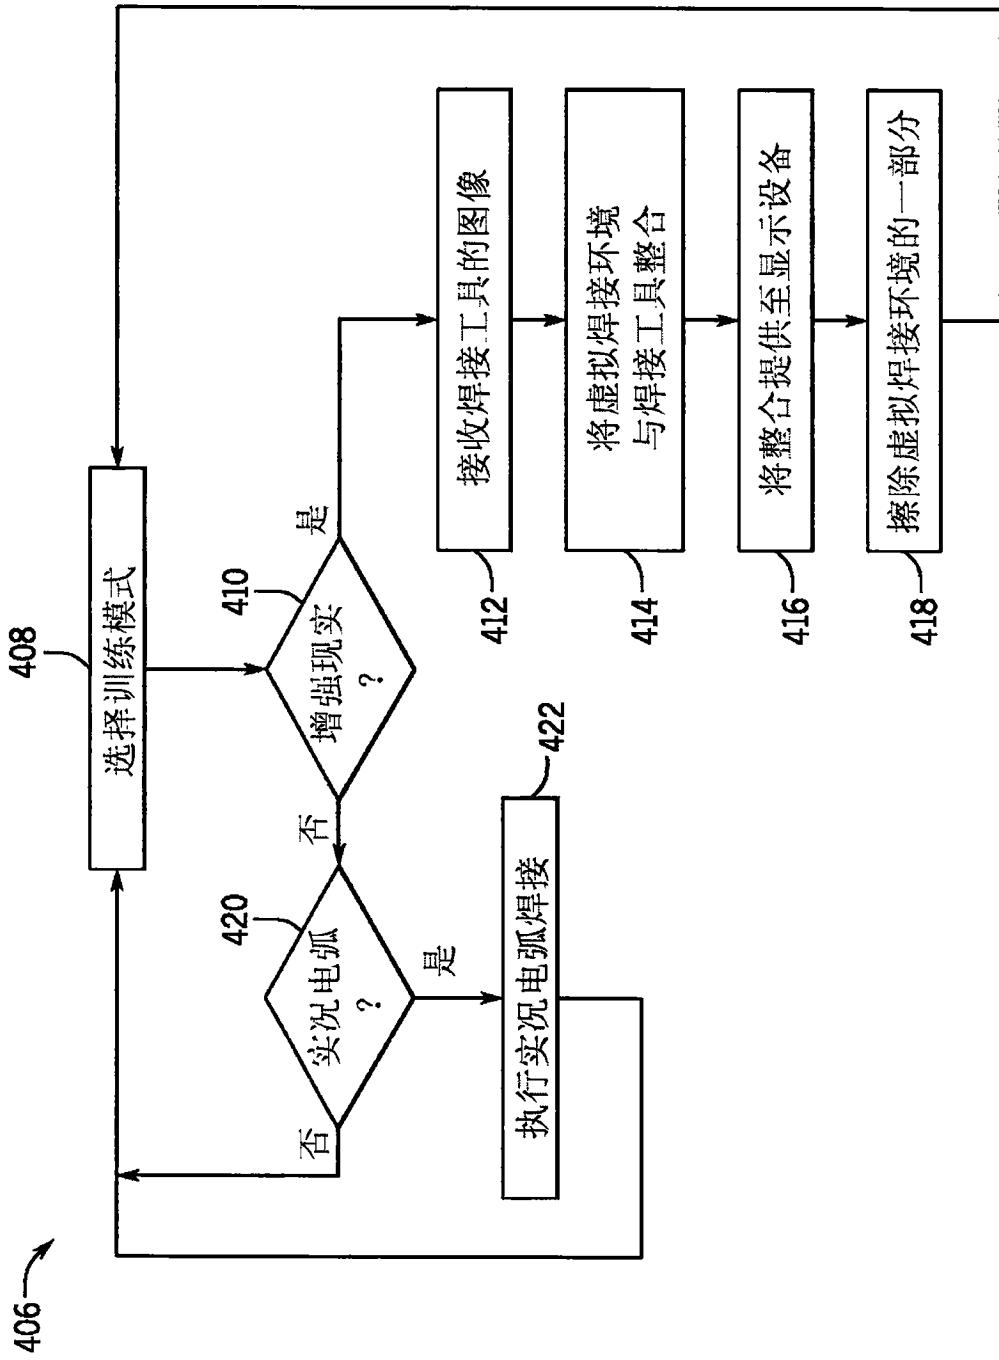 406
408
选择训练模式
410
增强现实
?
是
否
420
实况电弧
?
是
否
422
执行实况电弧焊接
412
接收焊接工具的图像
414
将虚拟焊接环境
与焊接工具整合
416
将整合提供至显示设备
418
擦除虚拟焊接环境的一部分